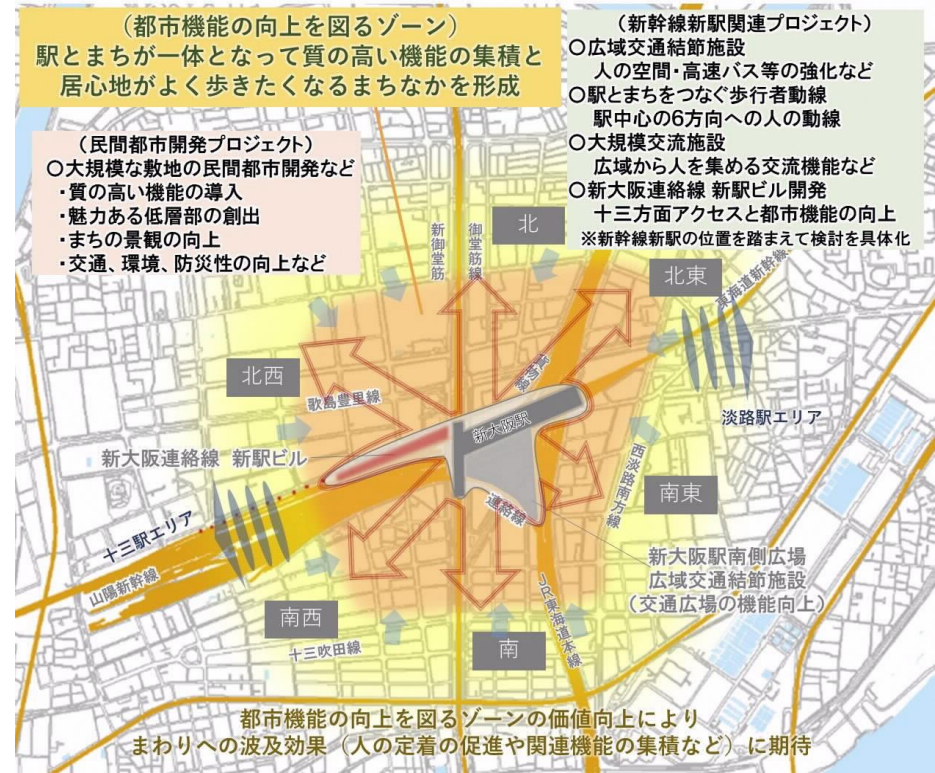 (都市機能の向上を図るゾーン)
駅とまちが一体となって質の高い機能の集積と
居心地がよく歩きたくなるまちなかを形成
(民間都市開発プロジェクト)
○大規模な敷地の民間都市開発など
・質の高い機能の導入
・魅力ある低層部の創出
・まちの景観の向上
・交通、環境、防災性の向上など
(新幹線新駅関連プロジェクト)
○広域交通結節施設
人の空間・高速バス等の強化など
○駅とまちをつなぐ歩行者動線
駅中心の6方向への人の動線
○大規模交流施設
広域から人を集める交流機能など
○新大阪連絡線 新駅ビル開発
十三方面アクセスと都市機能の向上
※新幹線新駅の位置を踏まえて検討を具体化
新御堂筋
御堂筋線
北
北東
東海道新幹線
北西
歌島豊里線
貨物線
新大阪駅
淡路駅エリア
新大阪連絡線 新駅ビル
西淡路南方線
南東
連絡線
十三駅エリア
山陽新幹線
新大阪駅南側広場
広域交通結節施設
(交通広場の機能向上)
JR東海道本線
南西
十三吹田線
南
都市機能の向上を図るゾーンの価値向上により
まわりへの波及効果(人の定着の促進や関連機能の集積など)に期待